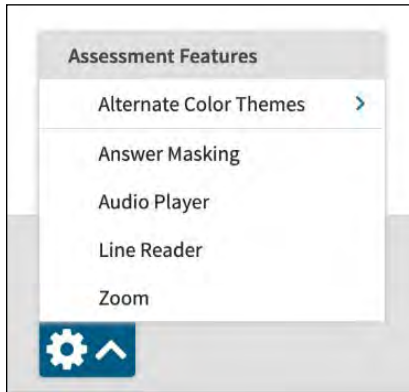 Assessment Features
Alternate Color Themes
Answer Masking
Audio Player
Line Reader
Zoom